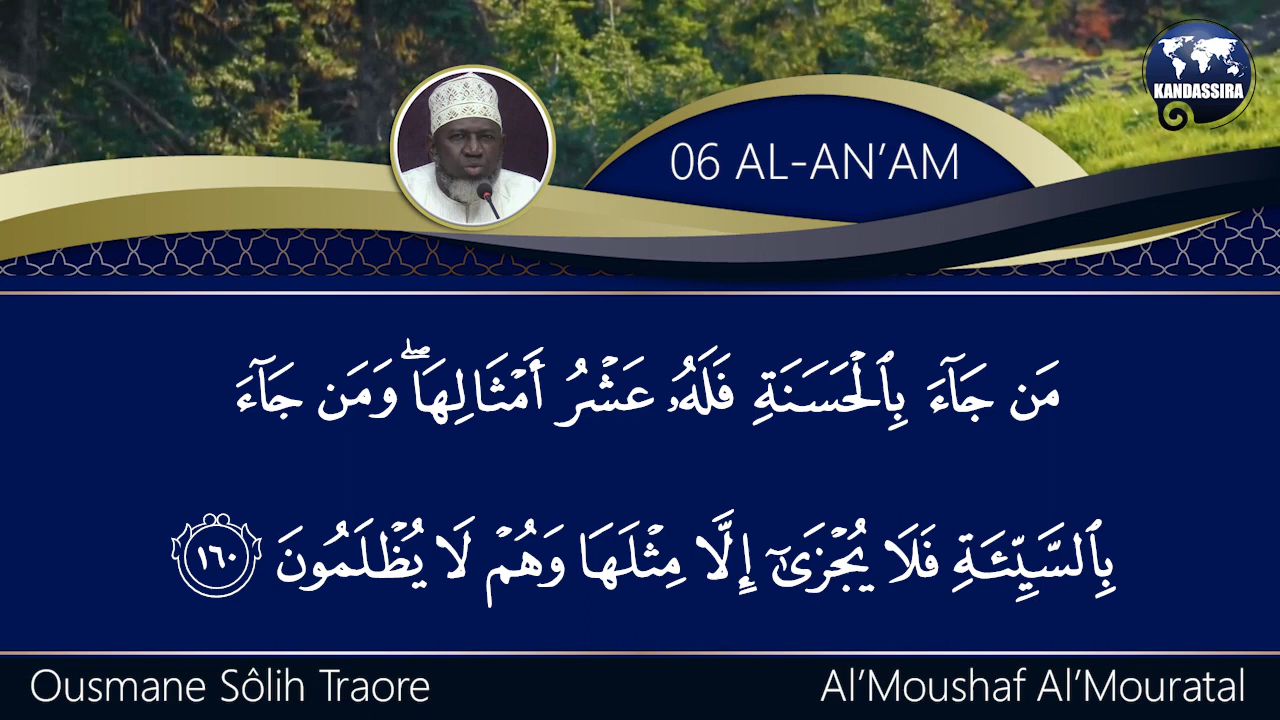 KANDASSIRA
06 AL-AN’AM
مَن جَآءَ بِٱلْحَسَنَةِ فَلَهُۥ عَشْرُ أَمْثَالِهَا ۖ وَمَن جَآءَ
بِٱلسَّيِّئَةِ فَلَا يُجْزَىٰٓ إِلَّا مِثْلَهَا وَهُمْ لَا يُظْلَمُونَ ١٦٠
Ousmane Sôlih Traore
Al’Moushaf Al’Mouratal